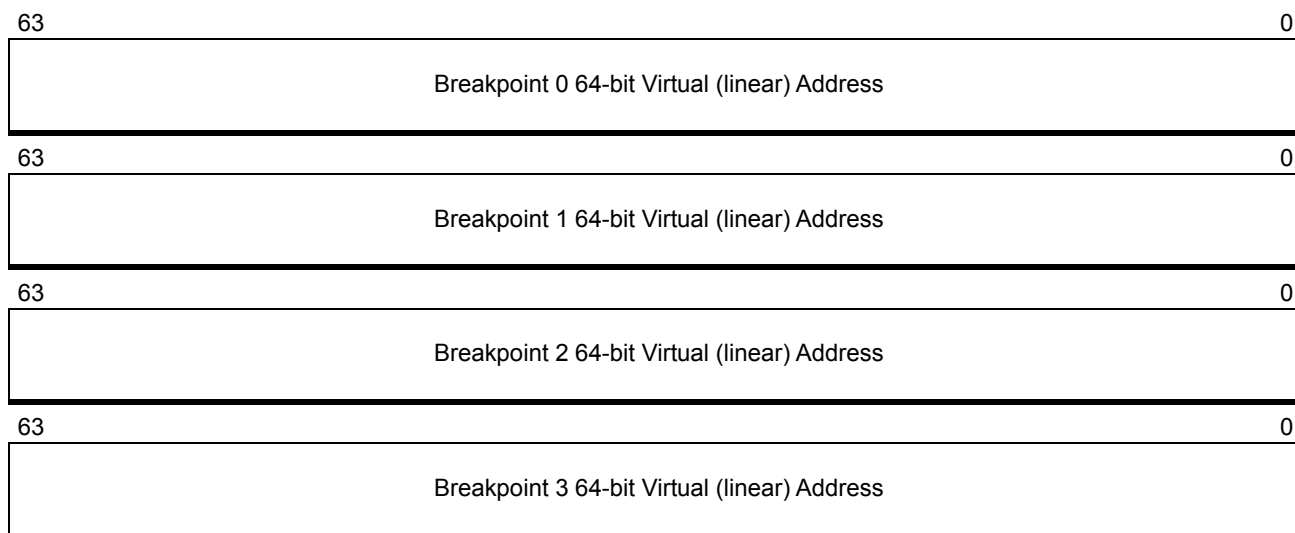 63 0
Breakpoint 0 64-bit Virtual (linear) Address
63 0
Breakpoint 1 64-bit Virtual (linear) Address
63 0
Breakpoint 2 64-bit Virtual (linear) Address
63 0
Breakpoint 3 64-bit Virtual (linear) Address